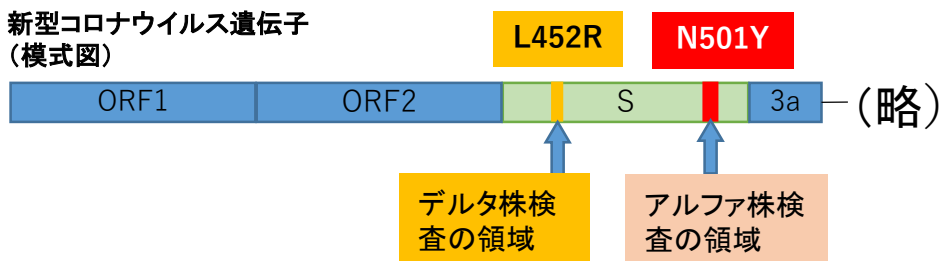 新型コロナウイルス遺伝子
（模式図）
L452R
N501Y
ORF1
ORF2
S
3a
（略）
デルタ株検
査の領域
アルファ株検
査の領域